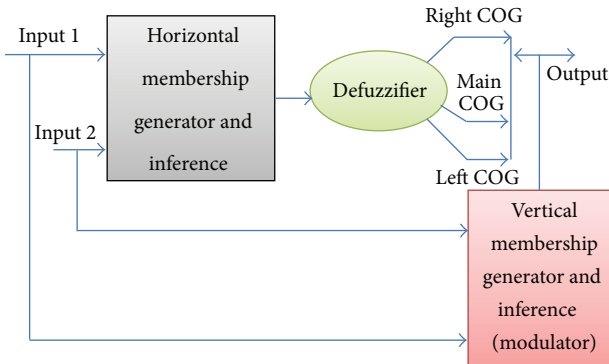 Input 1
Input 2
Horizontal
membership
generator and
inference
Defuzzifier
Right COG
Main
COG
Left COG
Output
Vertical
membership
generator and
inference
(modulator)